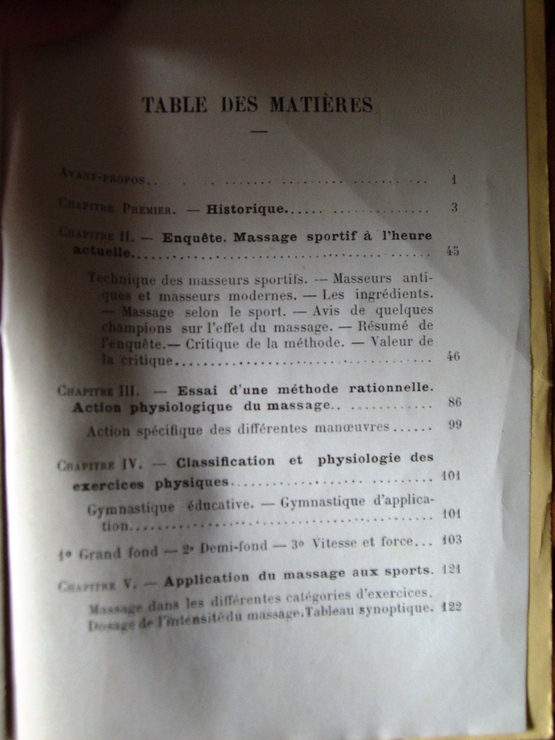 TABLE DES MATIÈRES
AVANT-PROPOS.. . .. . ........ .......... 1
CHAPITRE PREMIER. — Historique..... ............ 3
CHAPITRE II. — Enquête. Massage sportif à l'heure
actuelle................................... 45
Technique des masseurs sportifs. — Masseurs anti-
ques et masseurs modernes. — Les ingrédients.
— Massage selon le sport. — Avis de quelques
champions sur l'effet du massage. — Résumé de
l'enquête.— Critique de la méthode. — Valeur de
la critique............................... 46
CHAPITRE III. — Essai d'une méthode rationnelle.
Action physiologique du massage.. ........... 86
Action spécifique des différentes manœuvres...... 99
CHAPITRE IV. — Classification et physiologie des
exercices physiques......................... 101
Gymnastique éducative. — Gymnastique d'applica-
tion..................................... 101
1º Grand fond — 2º Demi-fond — 3º Vitesse et force... 103
CHAPITRE V. — Application du massage aux sports. 121
Massage dans les différentes catégories d'exercices.
Dosage de l'intensité du massage.Tableau synoptique. 122